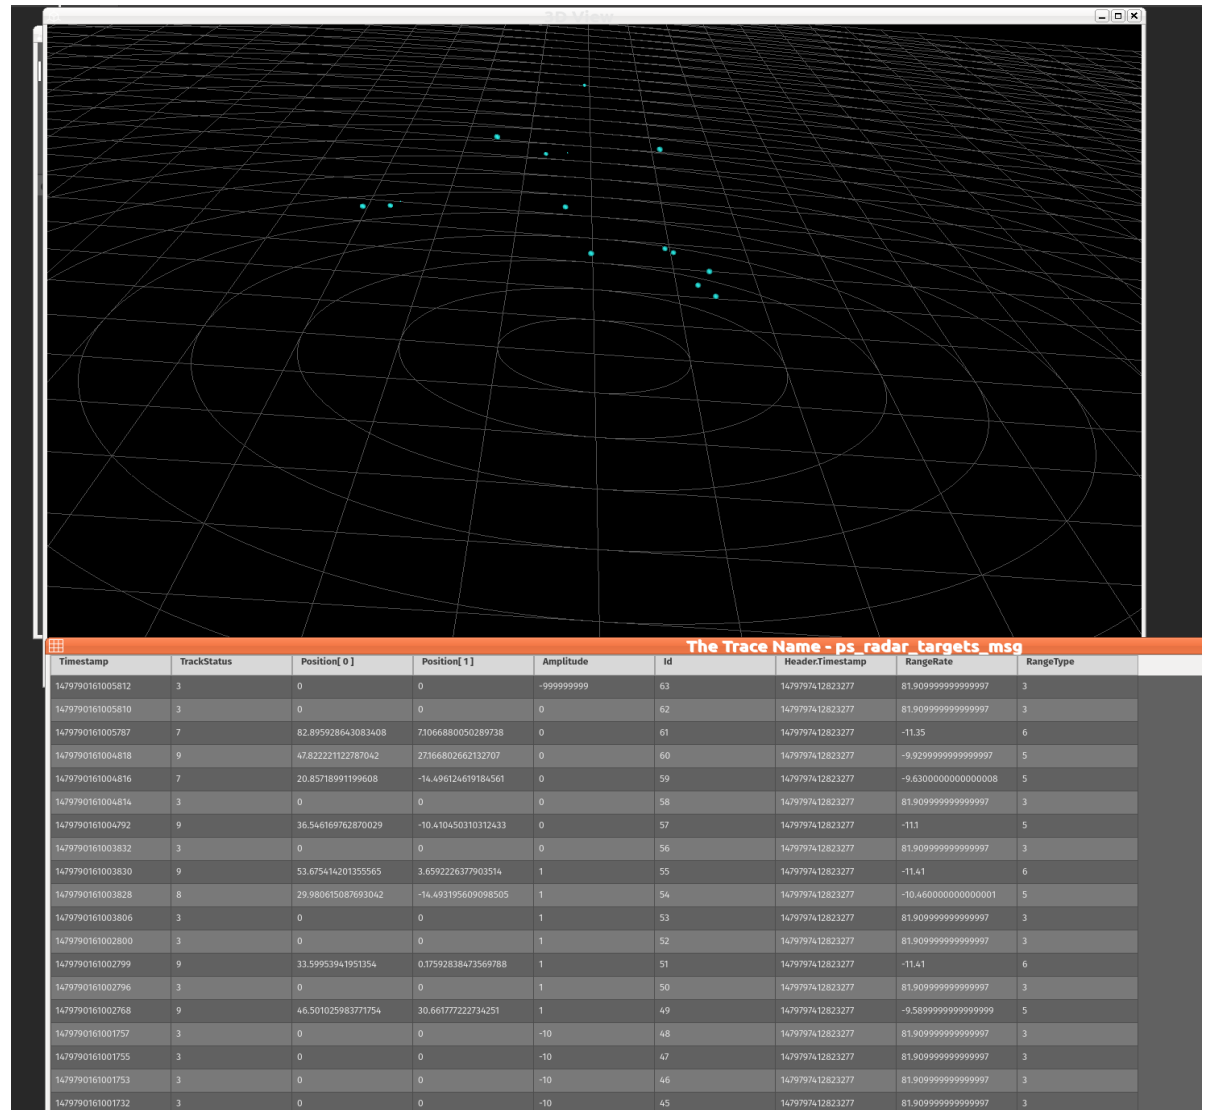 3D View
The Trace Name - ps_radar_targets_msg
Timestamp TrackStatus Position[ 0 ] Position[ 1 ] Amplitude Id Header.Timestamp RangeRate RangeType
1479790161005812 3 0 0 -999999999 63 1479797412823277 81.909999999999997 3
1479790161005810 3 0 0 0 62 1479797412823277 81.909999999999997 3
1479790161005787 7 82.895928643083408 7.1066880050289738 0 61 1479797412823277 -11.35 6
1479790161004818 9 47.822221122787042 27.166802662132707 0 60 1479797412823277 -9.9299999999999997 5
1479790161004816 7 20.85718991199608 -14.496124619184561 0 59 1479797412823277 -9.6300000000000008 5
1479790161004814 3 0 0 0 58 1479797412823277 81.909999999999997 3
1479790161004792 9 36.546169762870029 -10.410450310312433 0 57 1479797412823277 -11.1 5
1479790161003832 3 0 0 0 56 1479797412823277 81.909999999999997 3
1479790161003830 9 53.675414201355565 3.6592226377903514 1 55 1479797412823277 -11.41 6
1479790161003828 8 29.980615087693042 -14.493195609098505 1 54 1479797412823277 -10.460000000000001 5
1479790161003806 3 0 0 1 53 1479797412823277 81.909999999999997 3
1479790161002800 3 0 0 1 52 1479797412823277 81.909999999999997 3
1479790161002799 9 33.59953941951354 0.17592838473569788 1 51 1479797412823277 -11.41 6
1479790161002796 3 0 0 1 50 1479797412823277 81.909999999999997 3
1479790161002768 9 46.501025983771754 30.661777222734251 1 49 1479797412823277 -9.5899999999999999 5
1479790161001757 3 0 0 -10 48 1479797412823277 81.909999999999997 3
1479790161001755 3 0 0 -10 47 1479797412823277 81.909999999999997 3
1479790161001753 3 0 0 -10 46 1479797412823277 81.909999999999997 3
1479790161001732 3 0 0 -10 45 1479797412823277 81.909999999999997 3